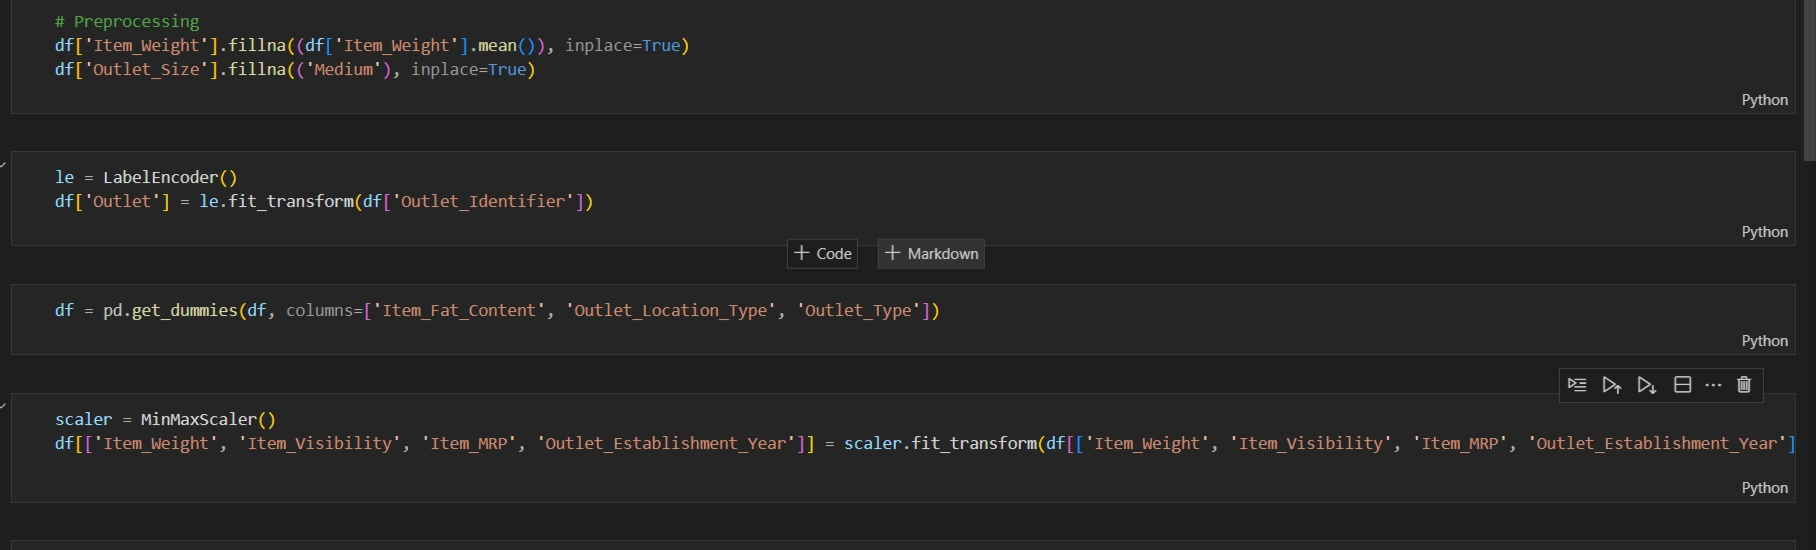 # Preprocessing
df['Item_Weight'].fillna((df['Item_Weight'].mean()), inplace=True)
df['Outlet_Size'].fillna(('Medium'), inplace=True)
Python
le = LabelEncoder()
df['Outlet'] = le.fit_transform(df['Outlet_Identifier'])
Python
+ Code + Markdown
df = pd.get_dummies(df, columns=['Item_Fat_Content', 'Outlet_Location_Type', 'Outlet_Type'])
Python
scaler = MinMaxScaler()
df[['Item_Weight', 'Item_Visibility', 'Item_MRP', 'Outlet_Establishment_Year']] = scaler.fit_transform(df[['Item_Weight', 'Item_Visibility', 'Item_MRP', 'Outlet_Establishment_Year']
Python